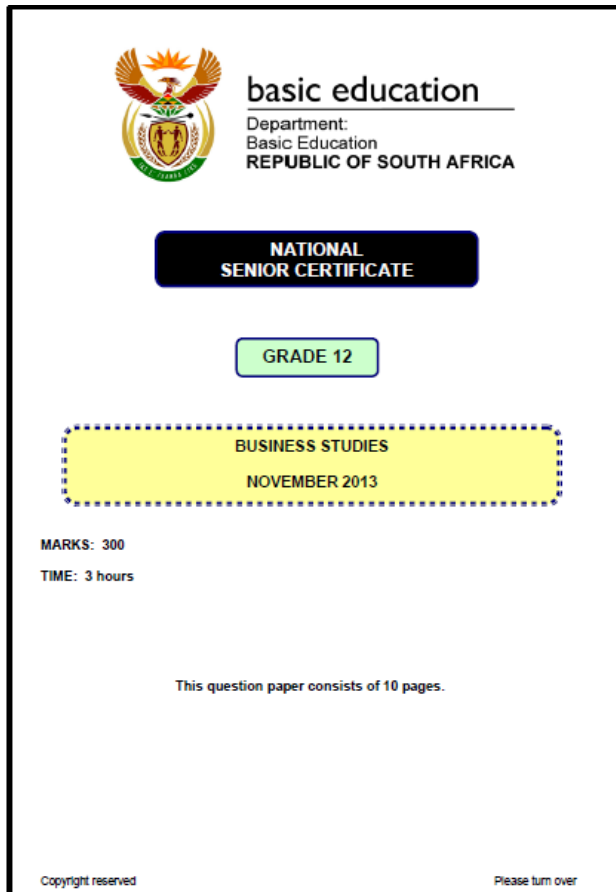 basic education
Department:
Basic Education
REPUBLIC OF SOUTH AFRICA
NATIONAL
SENIOR CERTIFICATE
GRADE 12
BUSINESS STUDIES
NOVEMBER 2013
MARKS: 300
TIME: 3 hours
This question paper consists of 10 pages.
Copyright reserved
Please turn over